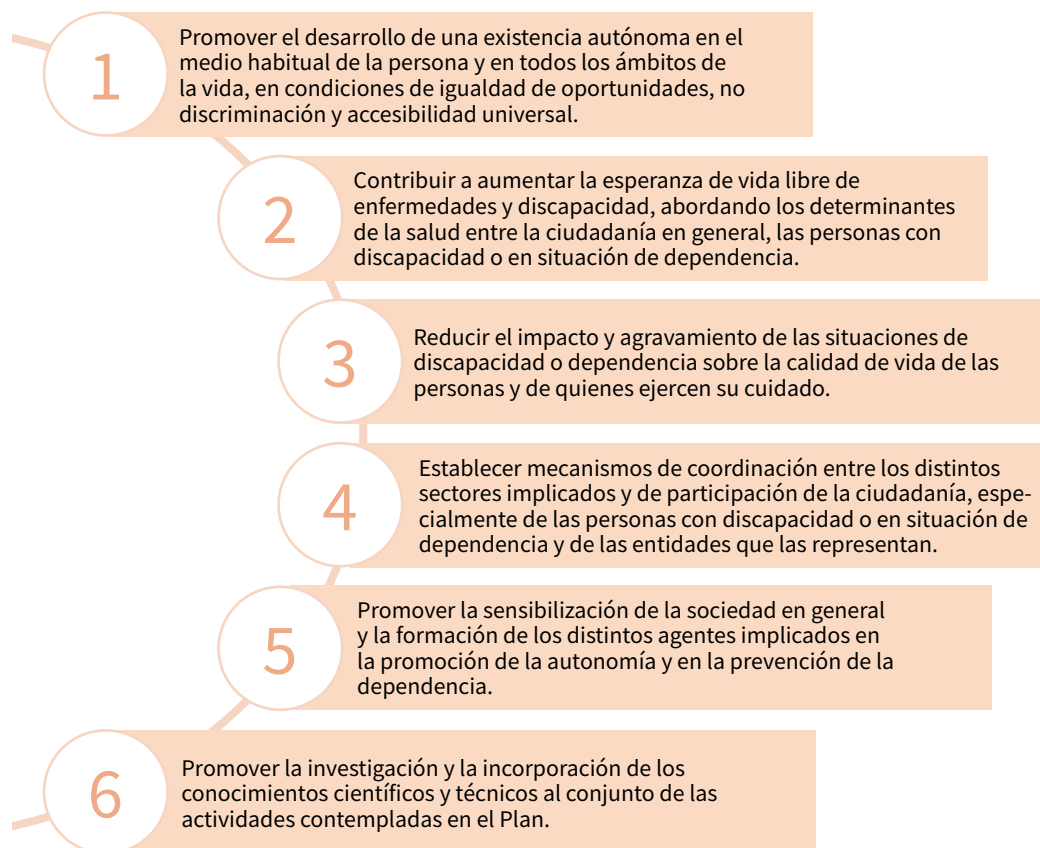 1
Promover el desarrollo de una existencia autónoma en el
medio habitual de la persona y en todos los ámbitos de
la vida, en condiciones de igualdad de oportunidades, no
discriminación y accesibilidad universal.
2
Contribuir a aumentar la esperanza de vida libre de
enfermedades y discapacidad, abordando los determinantes
de la salud entre la ciudadanía en general, las personas con
discapacidad o en situación de dependencia.
3
Reducir el impacto y agravamiento de las situaciones de
discapacidad o dependencia sobre la calidad de vida de las
personas y de quienes ejercen su cuidado.
4
Establecer mecanismos de coordinación entre los distintos
sectores implicados y de participación de la ciudadanía, espe-
cialmente de las personas con discapacidad o en situación de
dependencia y de las entidades que las representan.
5
Promover la sensibilización de la sociedad en general
y la formación de los distintos agentes implicados en
la promoción de la autonomía y en la prevención de la
dependencia.
6
Promover la investigación y la incorporación de los
conocimientos científicos y técnicos al conjunto de las
actividades contempladas en el Plan.